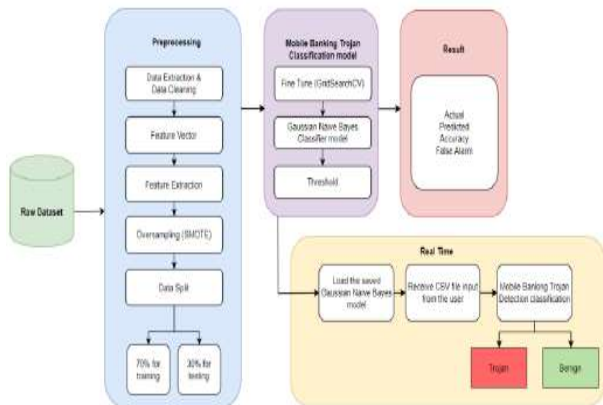 Preprocessing
Data Extraction &
Data Cleaning
Feature Vector
Feature Extraction
Oversampling (SMOTE)
Data Split
70% for
training
30% for
testing
Raw Dataset
Mobile Banking Trojan
Classification model
Fine Tune (GridSearchCV)
Gaussian Naive Bayes
Classifier model
Threshold
Result
Actual
Predicted
Accuracy
False Alarm
Real Time
Load the saved
Gaussian Naive Bayes
model
Receive CSV file input
from the user
Mobile Banking Trojan
Detection classification
Trojan
Benign